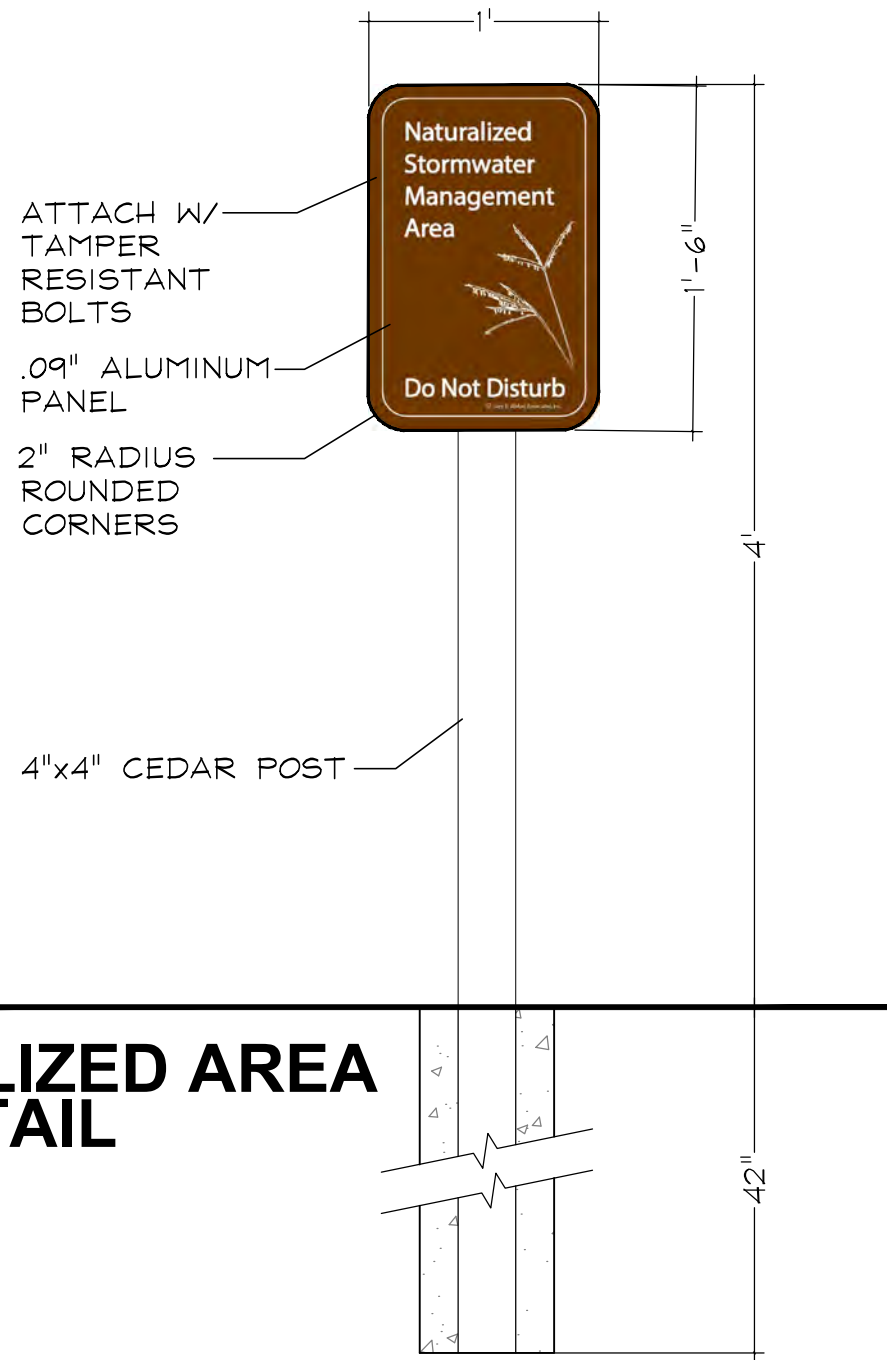 1'
Naturalized
Stormwater
Management
Area
Do Not Disturb
ATTACH W/
TAMPER
RESISTANT
BOLTS
.09" ALUMINUM
PANEL
2" RADIUS
ROUNDED
CORNERS
1'-6"
4'
4"x4" CEDAR POST
LIZED AREA
TAIL
42"